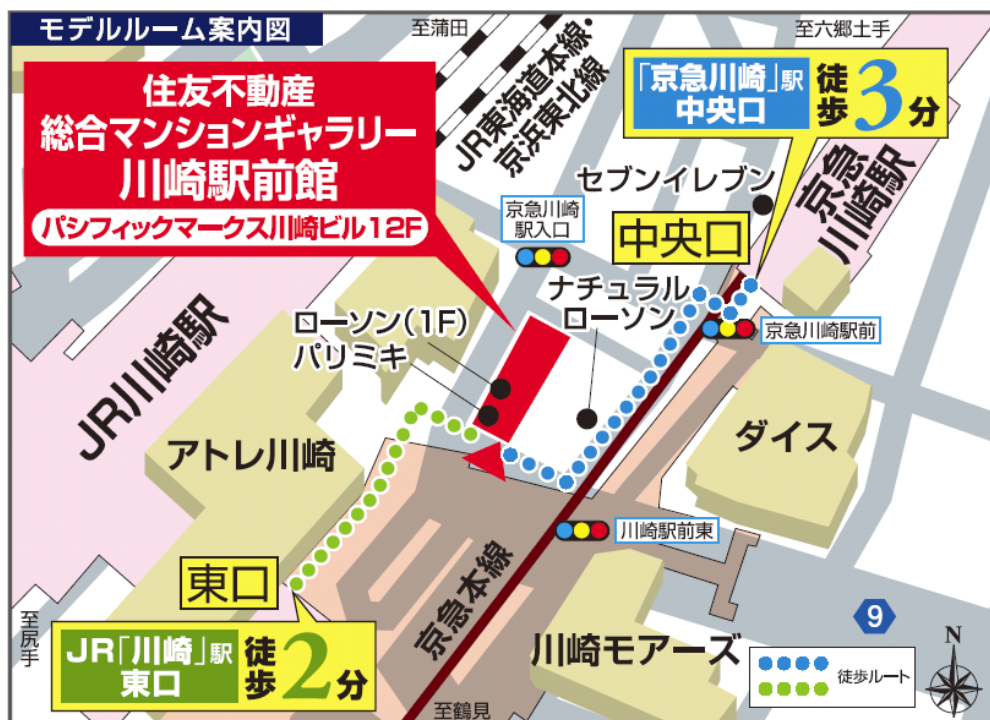 モデルルーム案内図
至蒲田
至六郷土手
JR東海道本線・
京浜東北線
住友不動産
総合マンションギャラリー
川崎駅前館
パシフィックマークス川崎ビル12F
「京急川崎」駅
中央口
徒歩3分
京急
川崎駅
セブンイレブン
京急川崎
駅入口
中央口
ナチュラル
ローソン
京急川崎駅前
ローソン(1F)
パリミキ
JR川崎駅
アトレ川崎
ダイス
川崎駅前東
東口
京急本線
至尻手
JR「川崎」駅
東口
徒歩2分
川崎モアーズ
9
N
徒歩ルート
至鶴見